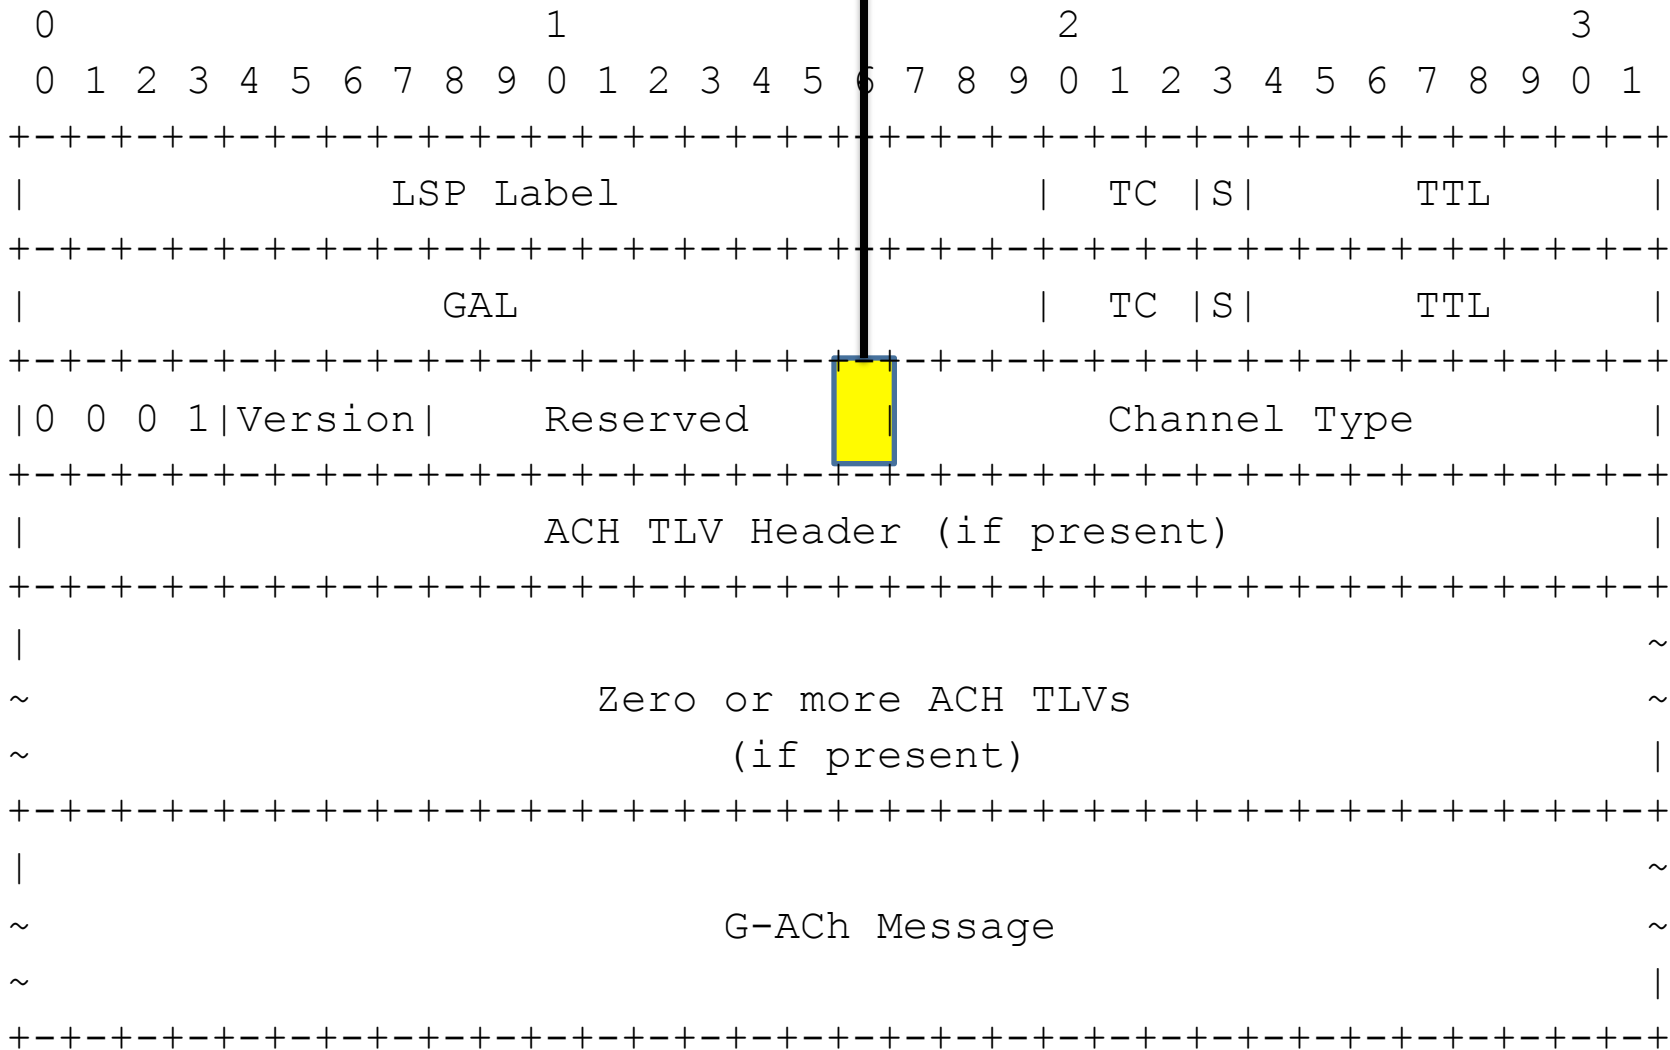 0 1 2 3
0 1 2 3 4 5 6 7 8 9 0 1 2 3 4 5 6 7 8 9 0 1 2 3 4 5 6 7 8 9 0 1
+-+-+-+-+-+-+-+-+-+-+-+-+-+-+-+-+-+-+-+-+-+-+-+-+-+-+-+-+-+-+-+-+
| LSP Label | TC |S| TTL |
+-+-+-+-+-+-+-+-+-+-+-+-+-+-+-+-+-+-+-+-+-+-+-+-+-+-+-+-+-+-+-+-+
| GAL | TC |S| TTL |
+-+-+-+-+-+-+-+-+-+-+-+-+-+-+-+-+-+-+-+-+-+-+-+-+-+-+-+-+-+-+-+-+
|0 0 0 1|Version| Reserved | Channel Type |
+-+-+-+-+-+-+-+-+-+-+-+-+-+-+-+-+-+-+-+-+-+-+-+-+-+-+-+-+-+-+-+-+
| ACH TLV Header (if present) |
+-+-+-+-+-+-+-+-+-+-+-+-+-+-+-+-+-+-+-+-+-+-+-+-+-+-+-+-+-+-+-+-+
| ~
~ Zero or more ACH TLVs ~
~ (if present) |
+-+-+-+-+-+-+-+-+-+-+-+-+-+-+-+-+-+-+-+-+-+-+-+-+-+-+-+-+-+-+-+-+
| ~
~ G-ACh Message ~
~ |
+-+-+-+-+-+-+-+-+-+-+-+-+-+-+-+-+-+-+-+-+-+-+-+-+-+-+-+-+-+-+-+-+